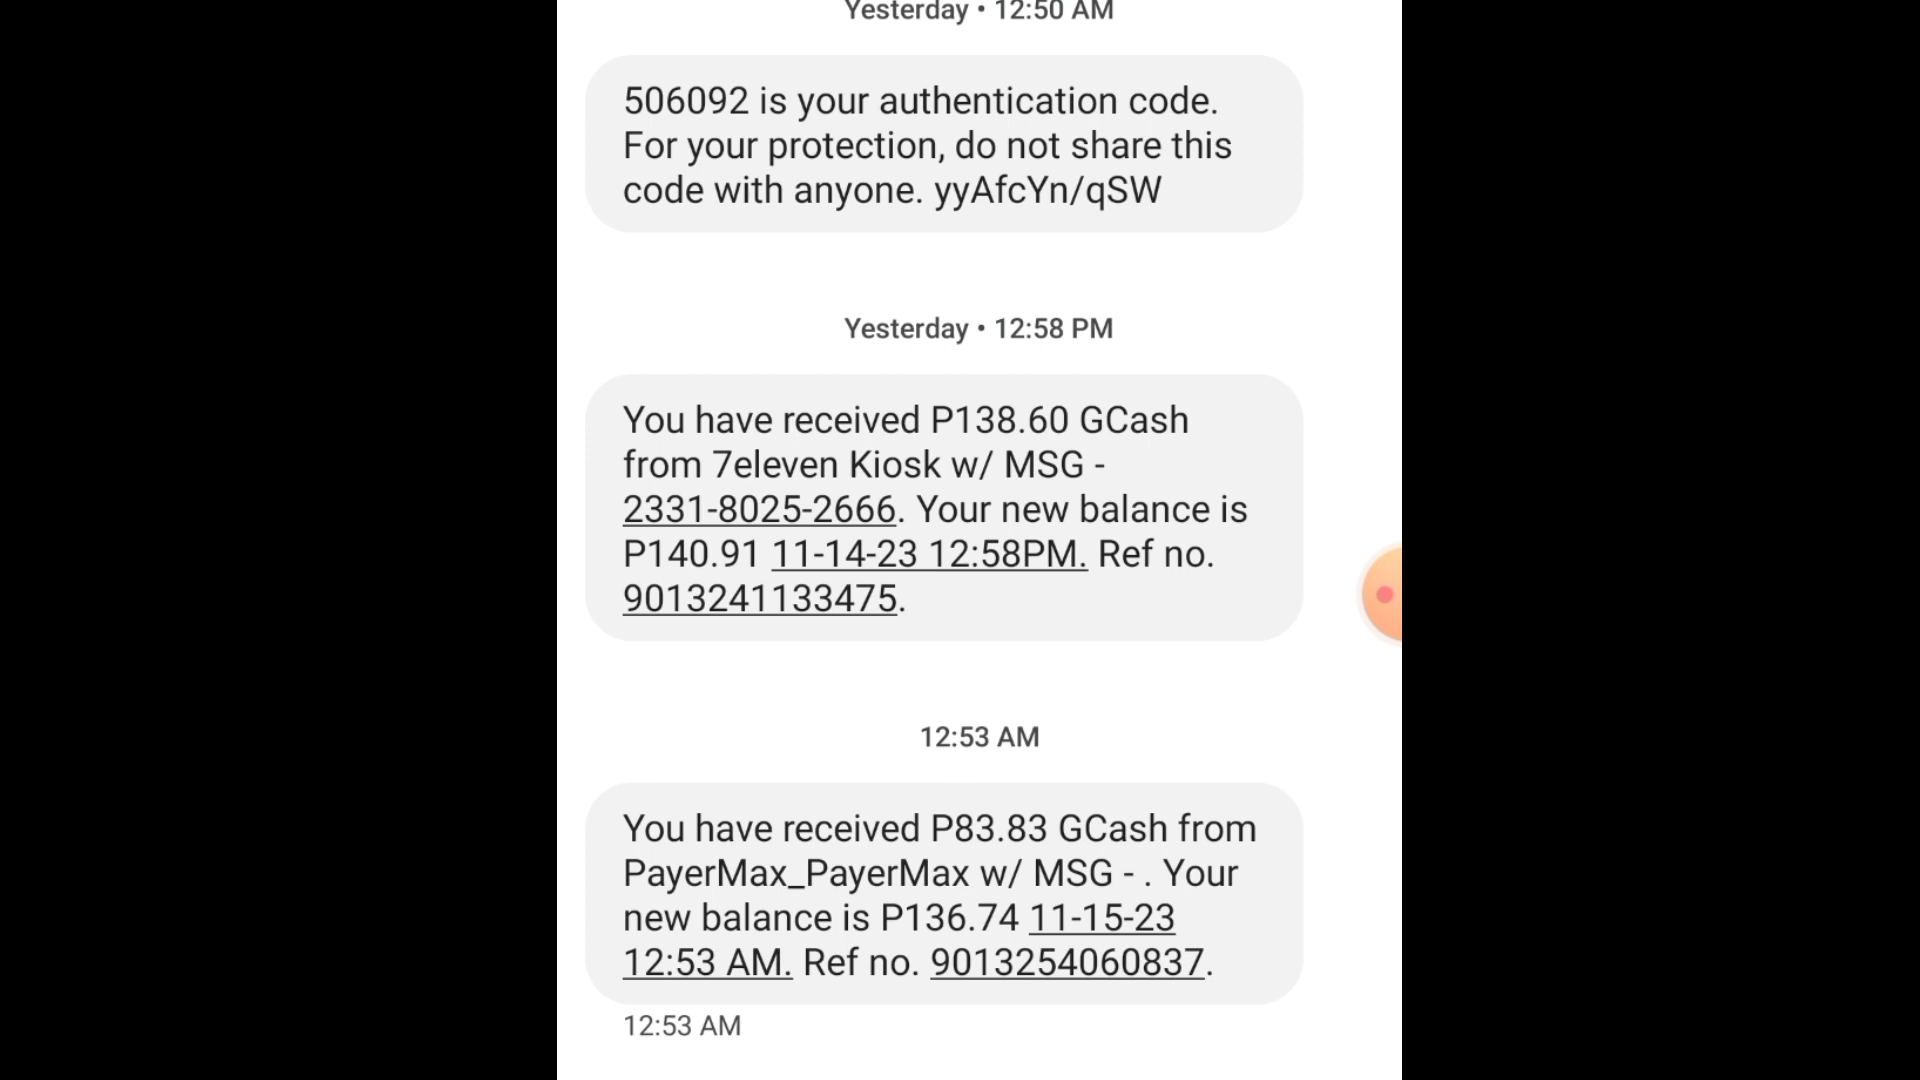 Yesterday • 12:50 AM
506092 is your authentication code.
For your protection, do not share this
code with anyone. yyAfcYn/qSW
Yesterday • 12:58 PM
You have received P138.60 GCash
from 7eleven Kiosk w/ MSG -
2331-8025-2666. Your new balance is
P140.91 11-14-23 12:58PM. Ref no.
9013241133475.
12:53 AM
You have received P83.83 GCash from
PayerMax_PayerMax w/ MSG - . Your
new balance is P136.74 11-15-23
12:53 AM. Ref no. 9013254060837.
12:53 AM